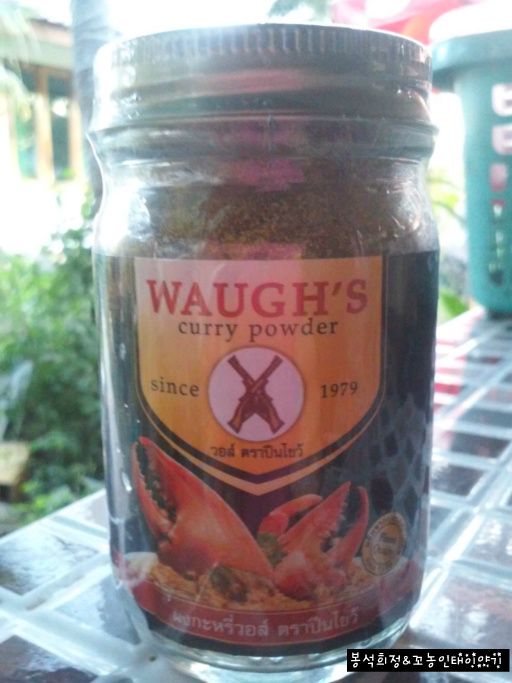 WAUGH'S
curry powder
since 1979
วอส์ ตราปืนไขว้
ผงกะหรี่วอส์ ตราปืนไขว้
봉석희정&꼬농인태이야기